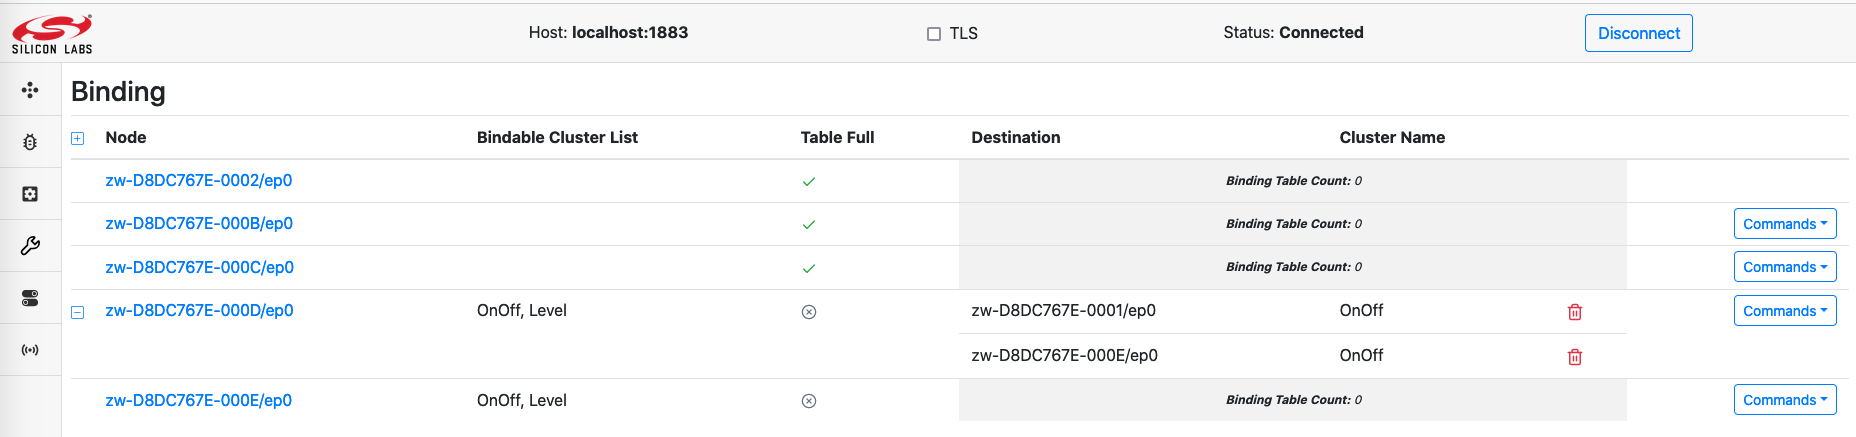 SILICON LABS
Host: localhost:1883
TLS
Status: Connected
Disconnect
Binding
Node Bindable Cluster List Table Full Destination Cluster Name
zw-D8DC767E-0002/ep0 Binding Table Count: 0
zw-D8DC767E-000B/ep0 Binding Table Count: 0 Commands
zw-D8DC767E-000C/ep0 Binding Table Count: 0 Commands
zw-D8DC767E-000D/ep0 OnOff, Level zw-D8DC767E-0001/ep0 OnOff Commands
zw-D8DC767E-000E/ep0 OnOff
zw-D8DC767E-000E/ep0 OnOff, Level Binding Table Count: 0 Commands